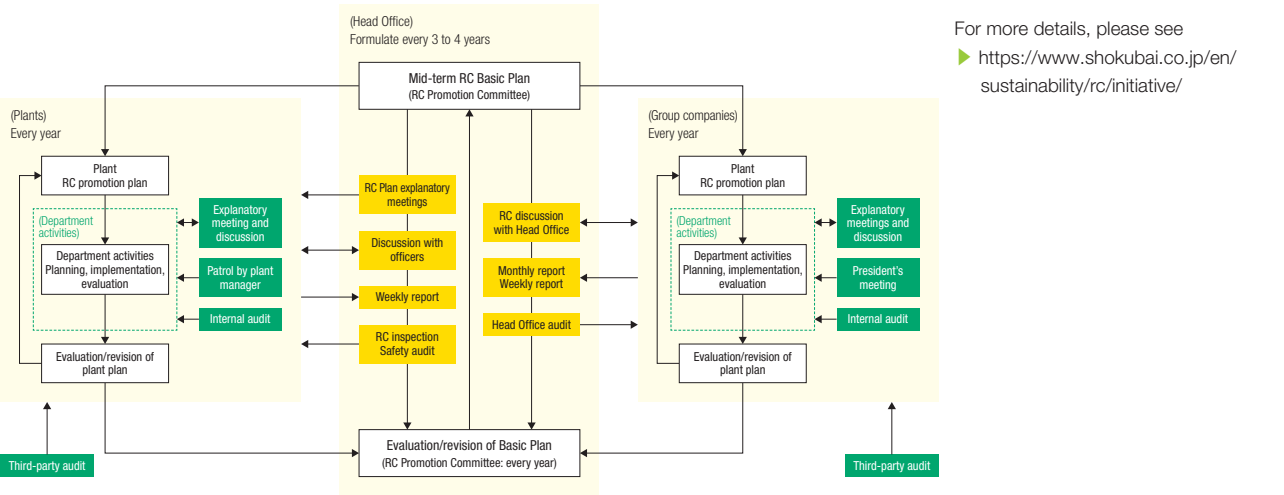 (Head Office)
Formulate every 3 to 4 years
Mid-term RC Basic Plan
(RC Promotion Committee)
(Plants)
Every year
Plant
RC promotion plan
(Department
activities)
Department activities
Planning, implementation,
evaluation
Evaluation/revision of
plant plan
Explanatory
meeting and
discussion
Patrol by plant
manager
Internal audit
Third-party audit
RC Plan explanatory
meetings
Discussion with
officers
Weekly report
RC inspection
Safety audit
RC discussion
with Head Office
Monthly report
Weekly report
Head Office audit
Evaluation/revision of Basic Plan
(RC Promotion Committee: every year)
(Group companies)
Every year
Plant
RC promotion plan
(Department
activities)
Department activities
Planning, implementation,
evaluation
Evaluation/revision of
plant plan
Explanatory
meetings and
discussion
President's
meeting
Internal audit
Third-party audit
For more details, please see
https://www.shokubai.co.jp/en/
sustainability/rc/initiative/